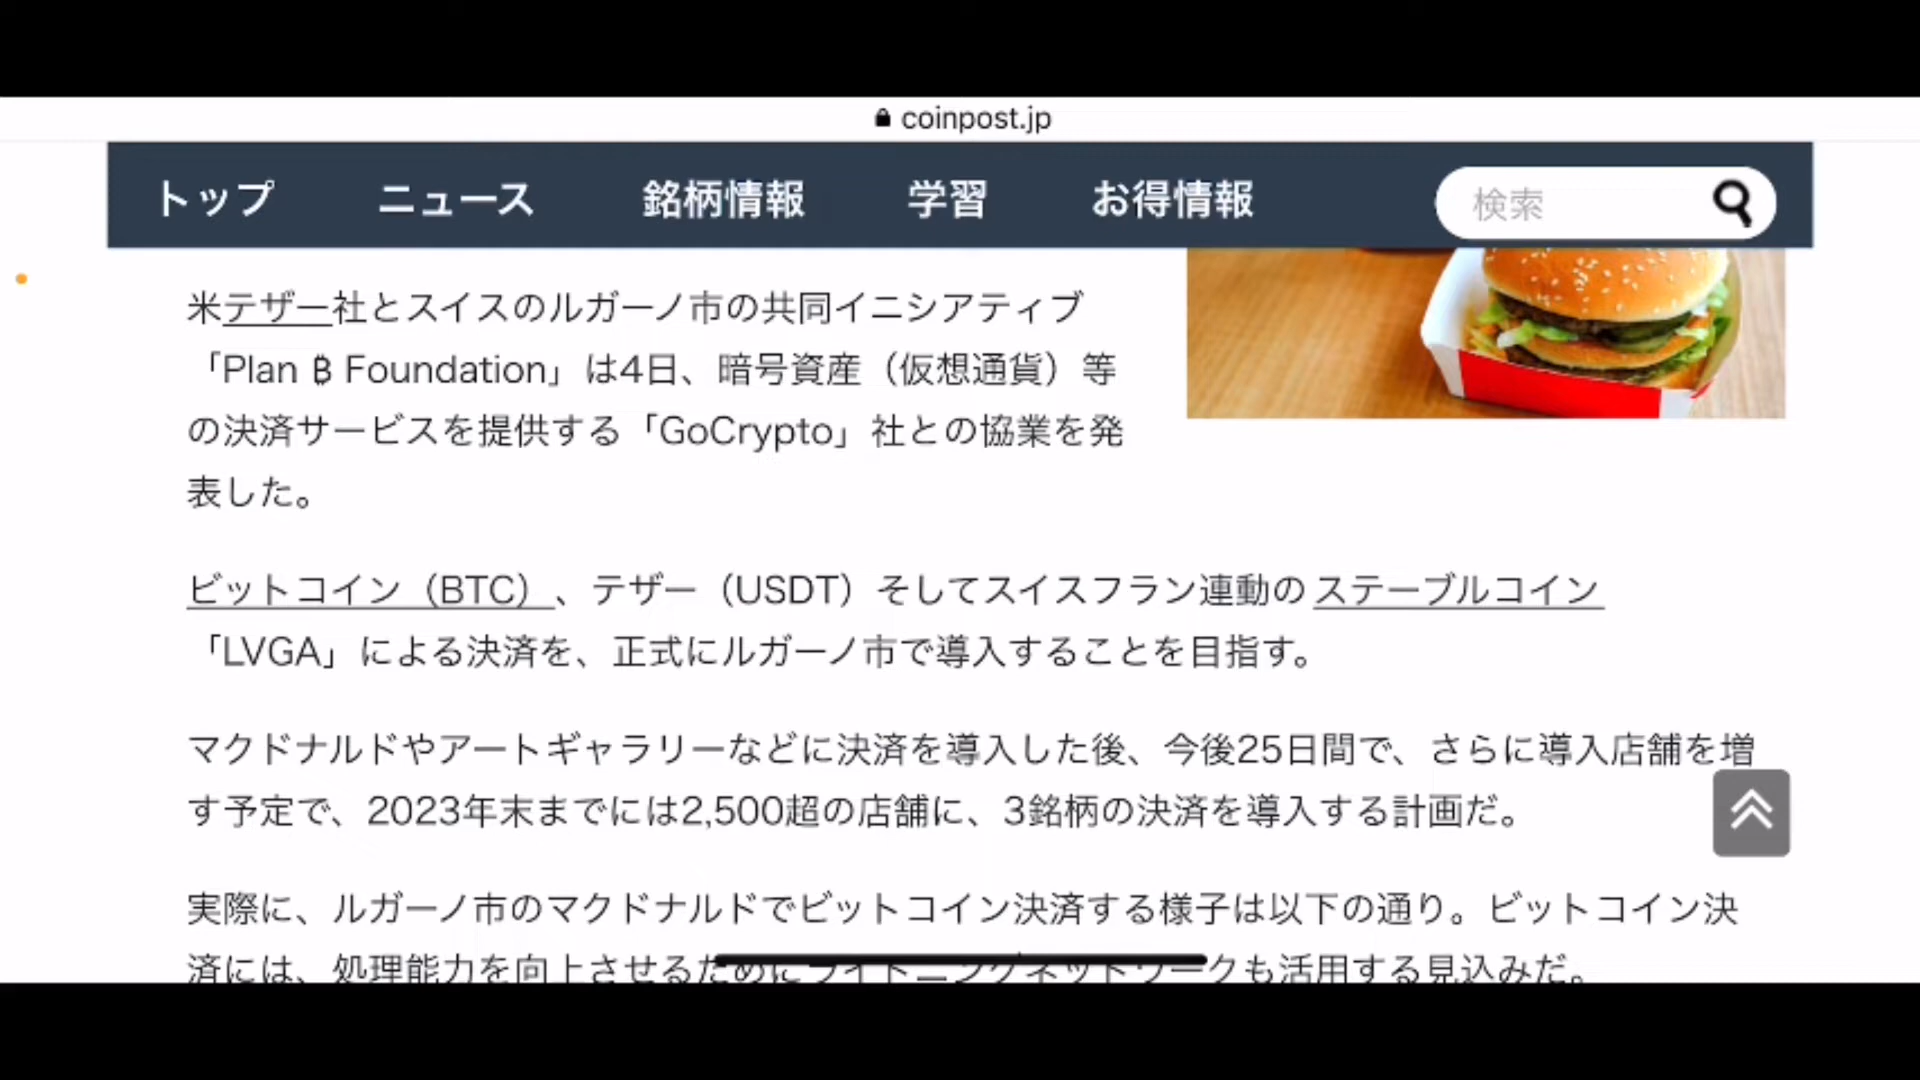 coinpost.jp
トップ ニュース 銘柄情報 学習 お得情報 検索
米テザー社とスイスのルガーノ市の共同イニシアティブ
「Plan ₿ Foundation」は4日、暗号資産（仮想通貨）等
の決済サービスを提供する「GoCrypto」社との協業を発
表した。
ビットコイン（BTC）、テザー（USDT）そしてスイスフラン連動のステーブルコイン
「LVGA」による決済を、正式にルガーノ市で導入することを目指す。
マクドナルドやアートギャラリーなどに決済を導入した後、今後25日間で、さらに導入店舗を増
す予定で、2023年末までには2,500超の店舗に、3銘柄の決済を導入する計画だ。
実際に、ルガーノ市のマクドナルドでビットコイン決済する様子は以下の通り。ビットコイン決
済には、処理能力を向上させるためにライトニングネットワークも活用する見込みだ。